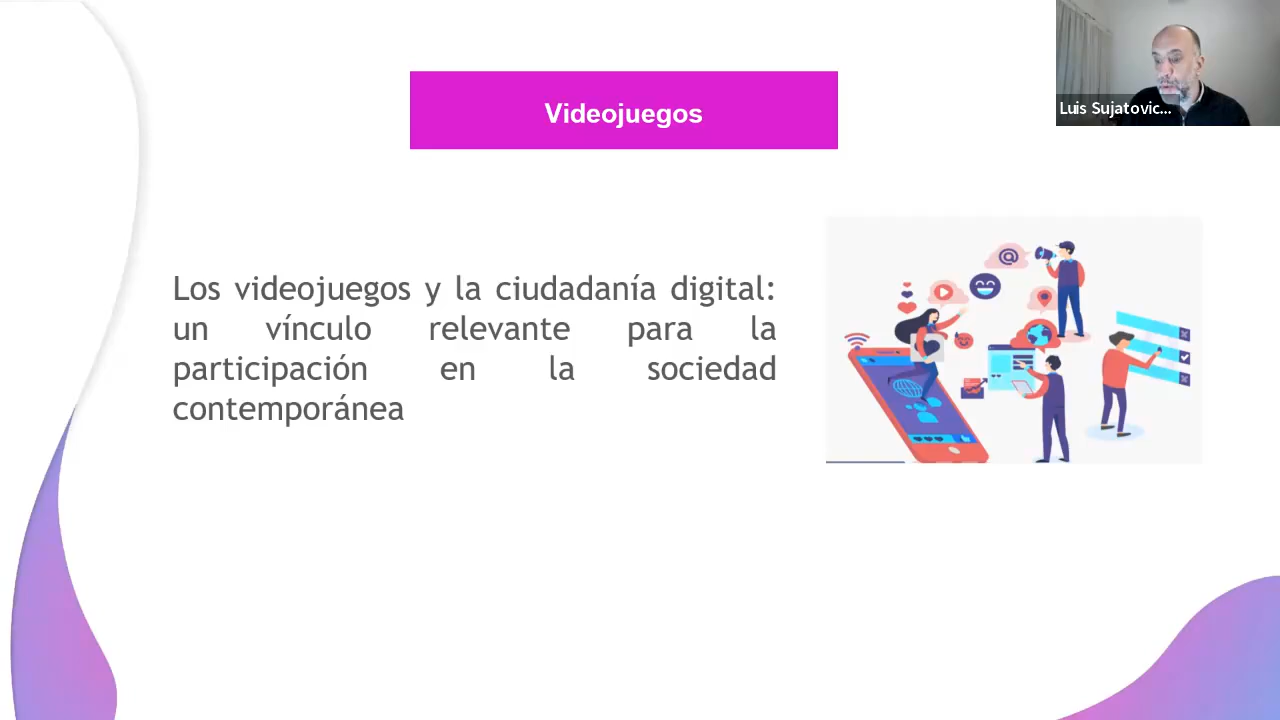 Videojuegos
Luis Sujatovic...
Los videojuegos y la ciudadanía digital:
un vínculo relevante para la
participación en la sociedad
contemporánea
@